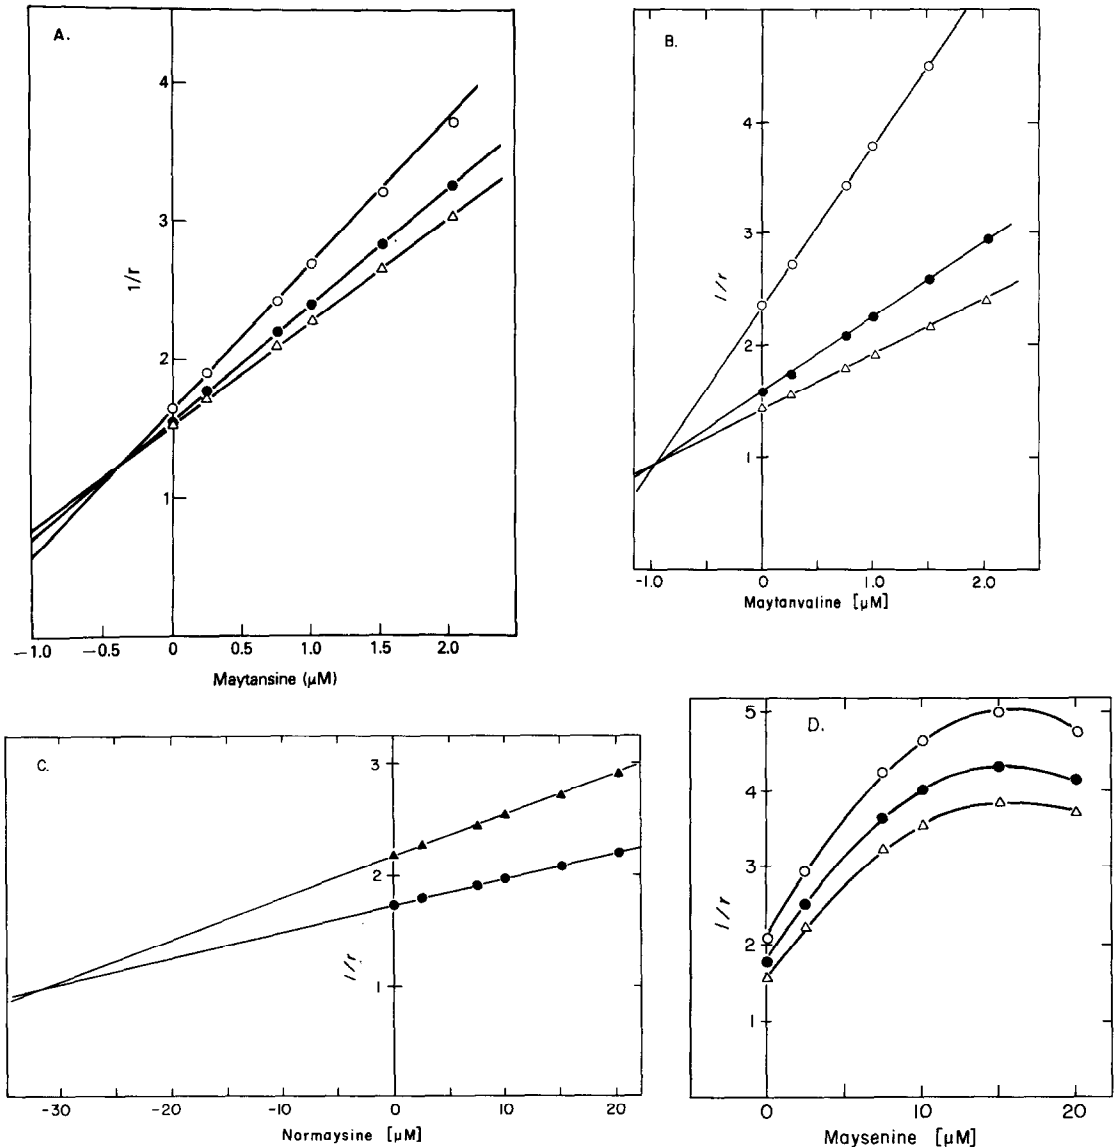 A.
4
3
1/r
2
1
−1.0 −0.5 0 0.5 1.0 1.5 2.0
Maytansine (μM)
B.
4
3
1/r
2
1
-1.0 0 1.0 2.0
Maytanvaline [μM]
C.
3
2
1/r
1
-30 -20 -10 0 10 20
Normaysine [μM]
D.
5
4
3
1/r
2
1
0 10 20
Maysenine [μM]